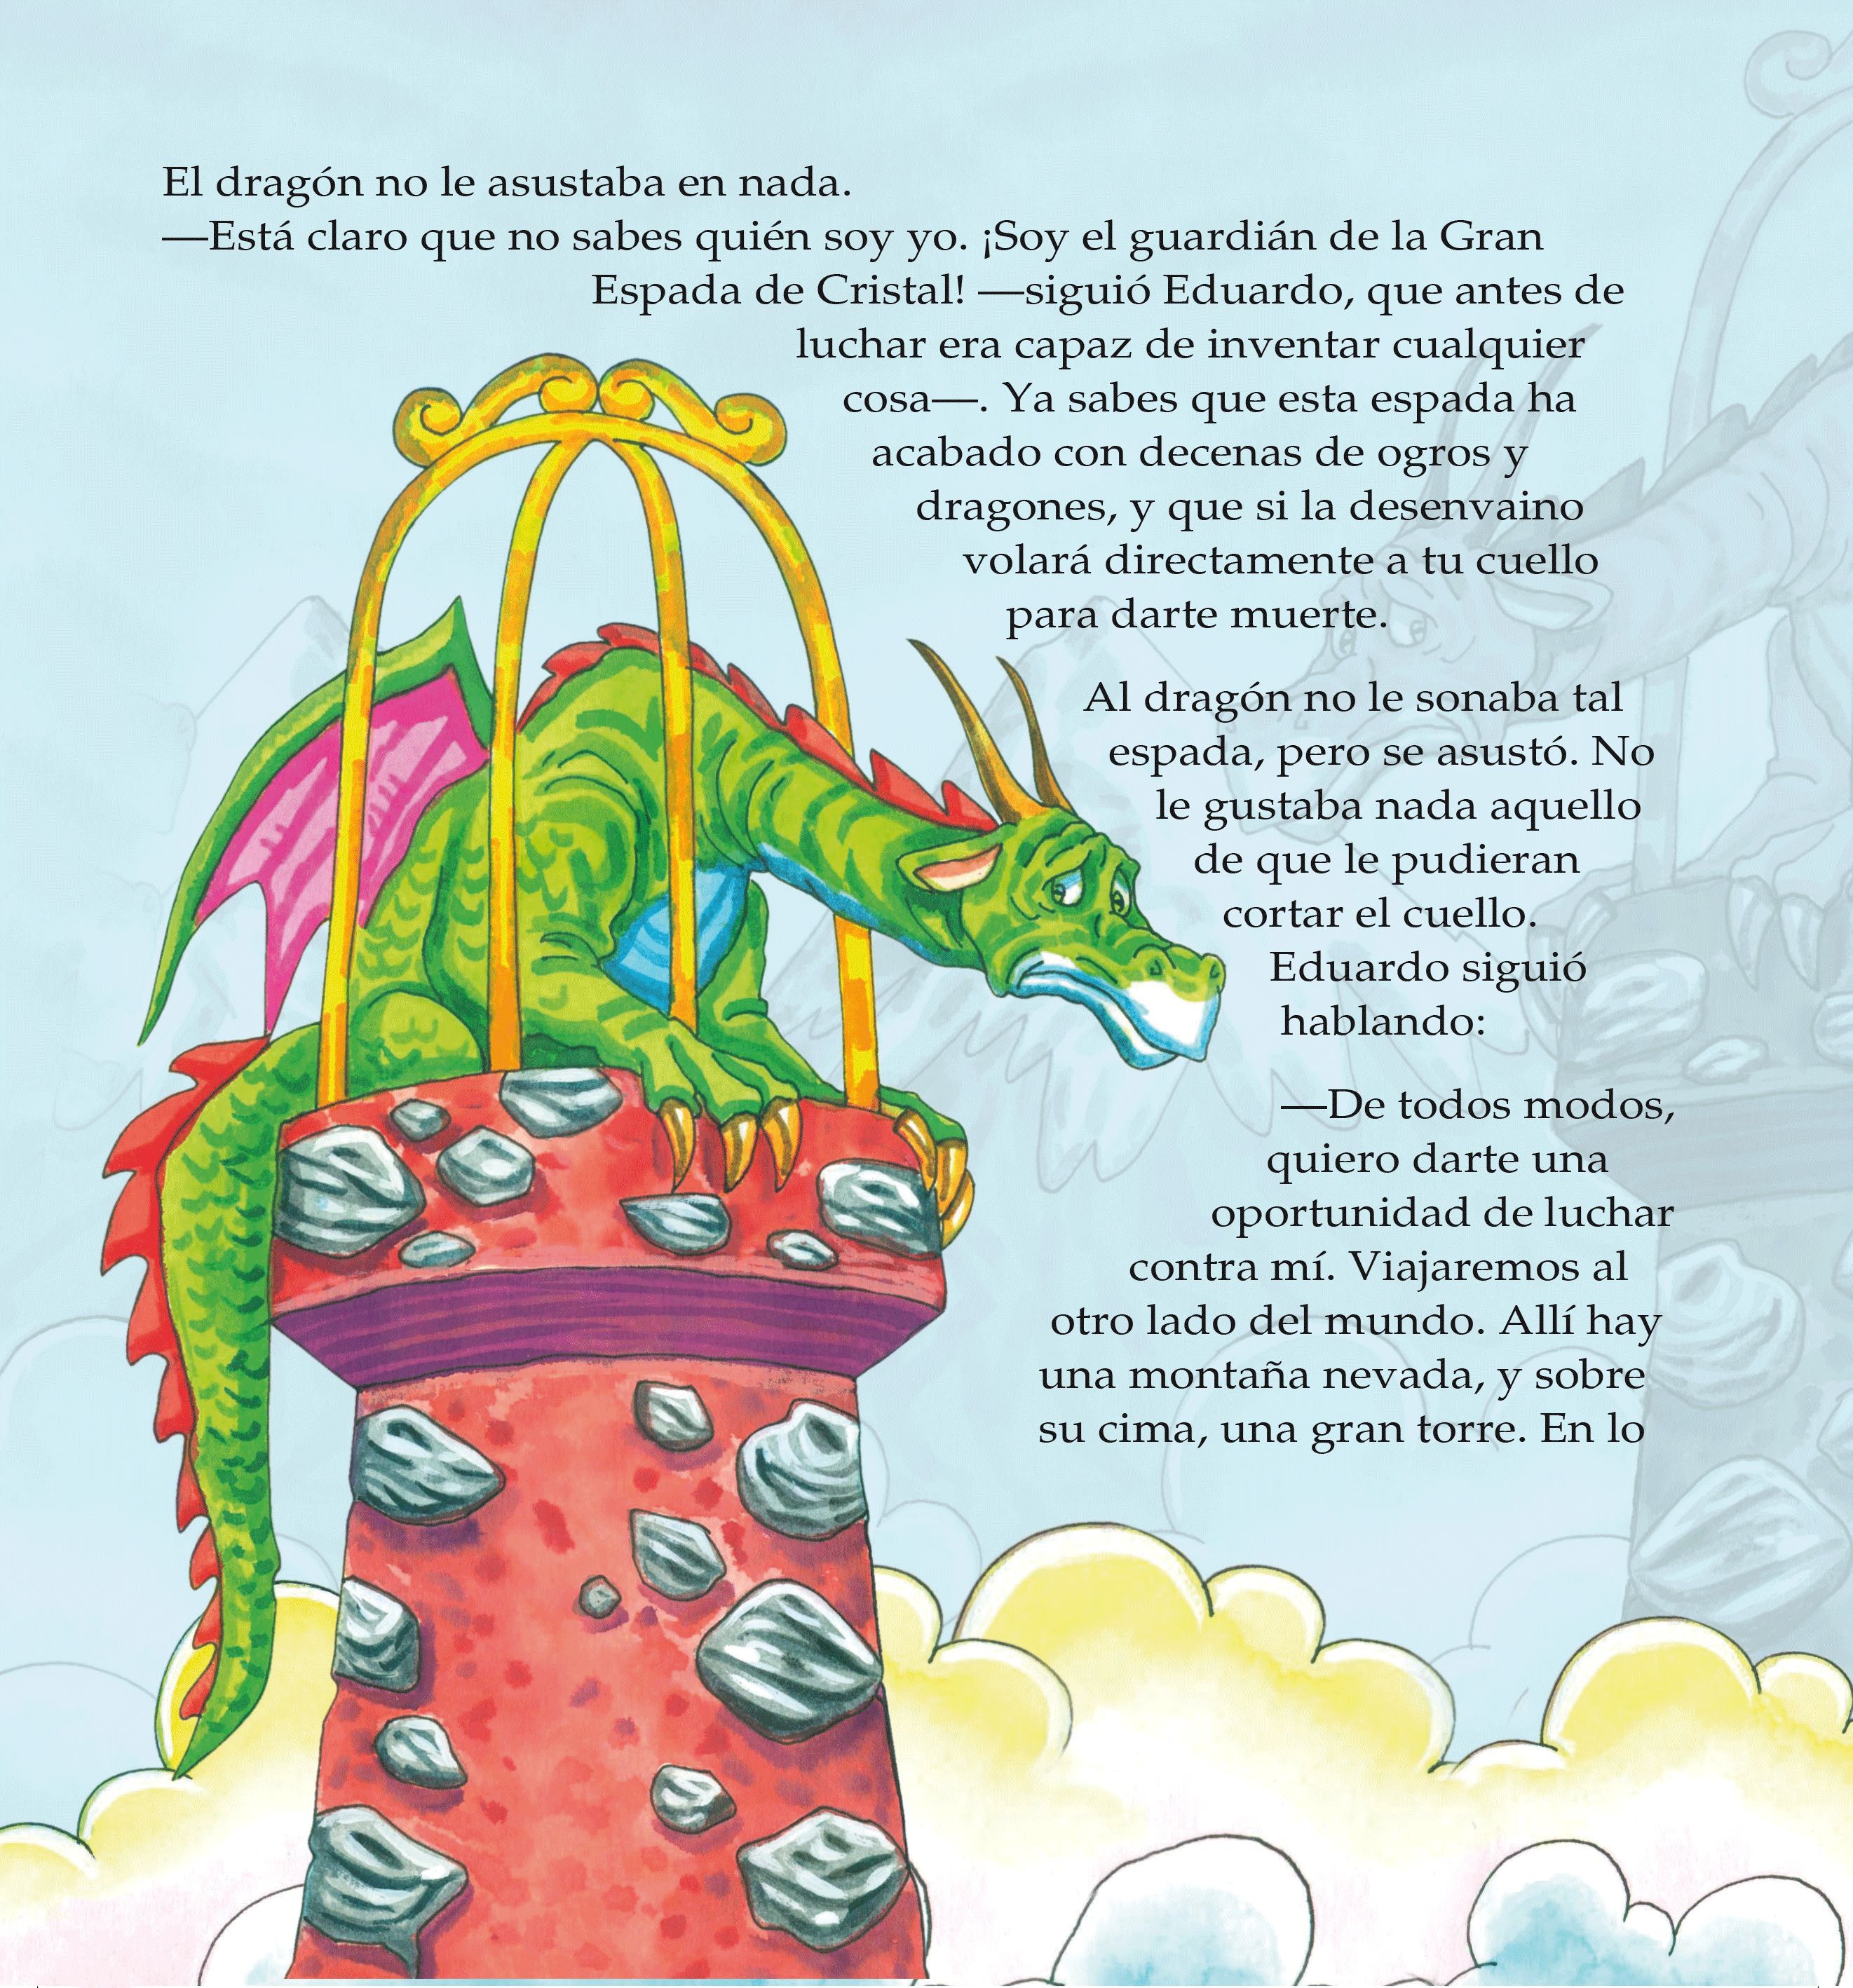 El dragón no le asustaba en nada.
—Está claro que no sabes quién soy yo. ¡Soy el guardián de la Gran
Espada de Cristal! —siguió Eduardo, que antes de
luchar era capaz de inventar cualquier
cosa—. Ya sabes que esta espada ha
acabado con decenas de ogros y
dragones, y que si la desenvaino
volará directamente a tu cuello
para darte muerte.
Al dragón no le sonaba tal
espada, pero se asustó. No
le gustaba nada aquello
de que le pudieran
cortar el cuello.
Eduardo siguió
hablando:
—De todos modos,
quiero darte una
oportunidad de luchar
contra mí. Viajaremos al
otro lado del mundo. Allí hay
una montaña nevada, y sobre
su cima, una gran torre. En lo